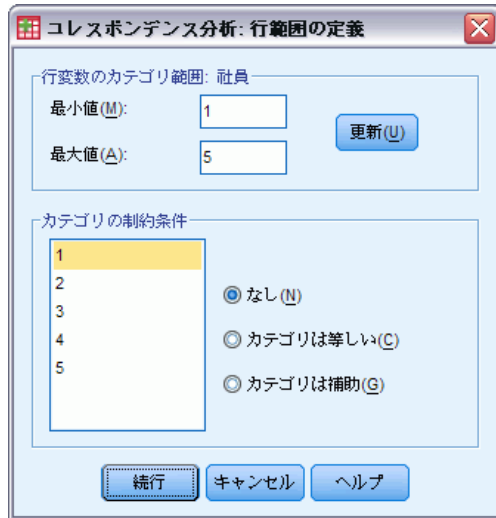 コレスポンデンス分析: 行範囲の定義
行変数のカテゴリ範囲: 社員
最小値(M):
1
最大値(A):
5
更新(U)
カテゴリの制約条件
1
2
3
4
5
なし(N)
カテゴリは等しい(C)
カテゴリは補助(G)
続行
キャンセル
ヘルプ